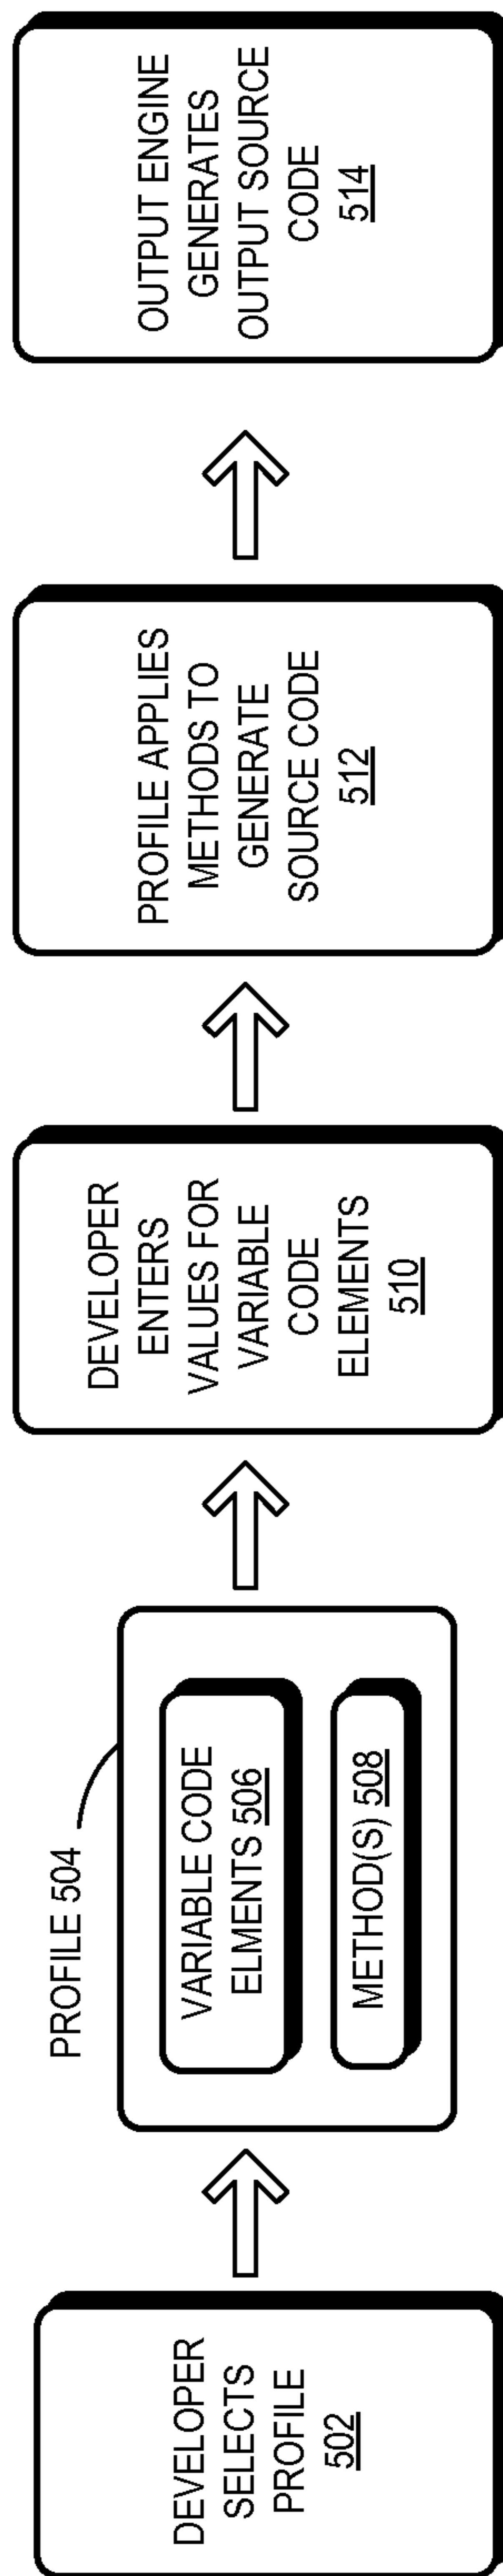 DEVELOPER
SELECTS
PROFILE
502
PROFILE 504
VARIABLE CODE
ELMENTS 506
METHOD(S) 508
DEVELOPER
ENTERS
VALUES FOR
VARIABLE
CODE
ELEMENTS
510
PROFILE APPLIES
METHODS TO
GENERATE
SOURCE CODE
512
OUTPUT ENGINE
GENERATES
OUTPUT SOURCE
CODE
514